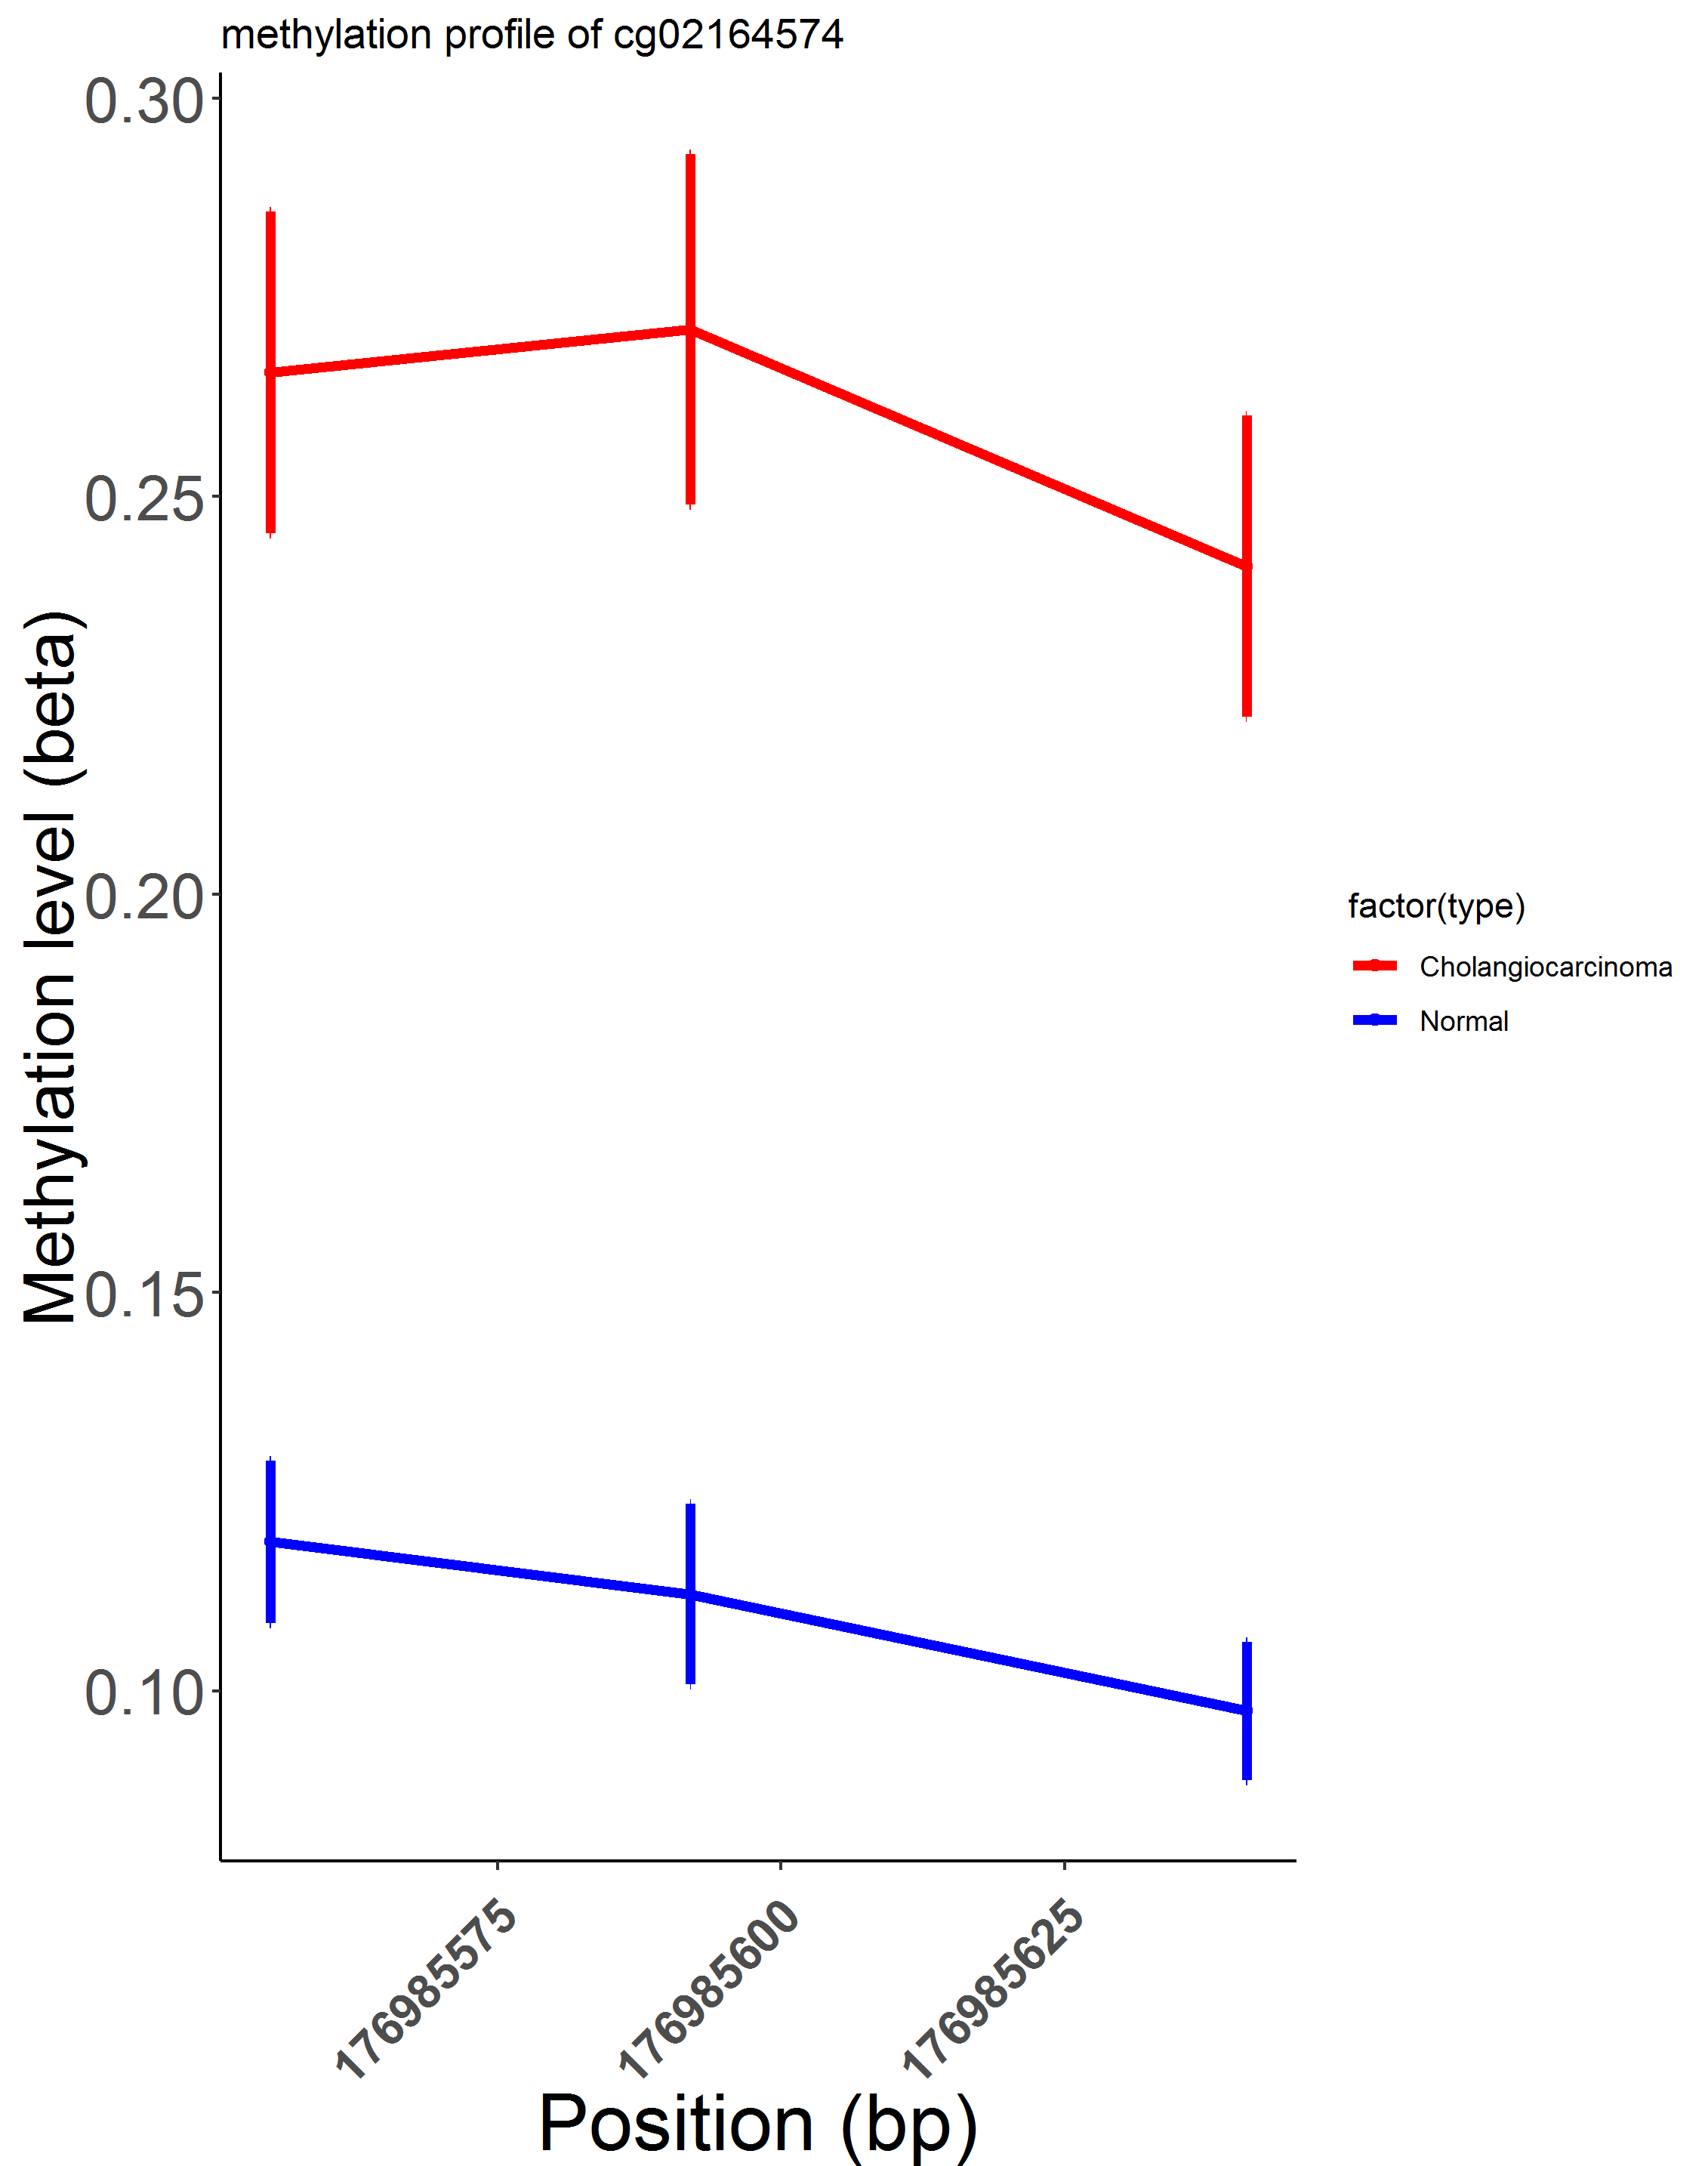 methylation profile of cg02164574
0.30
0.25
0.20
0.15
0.10
Methylation level (beta)
176985575
176985600
176985625
Position (bp)
factor(type)
Cholangiocarcinoma
Normal